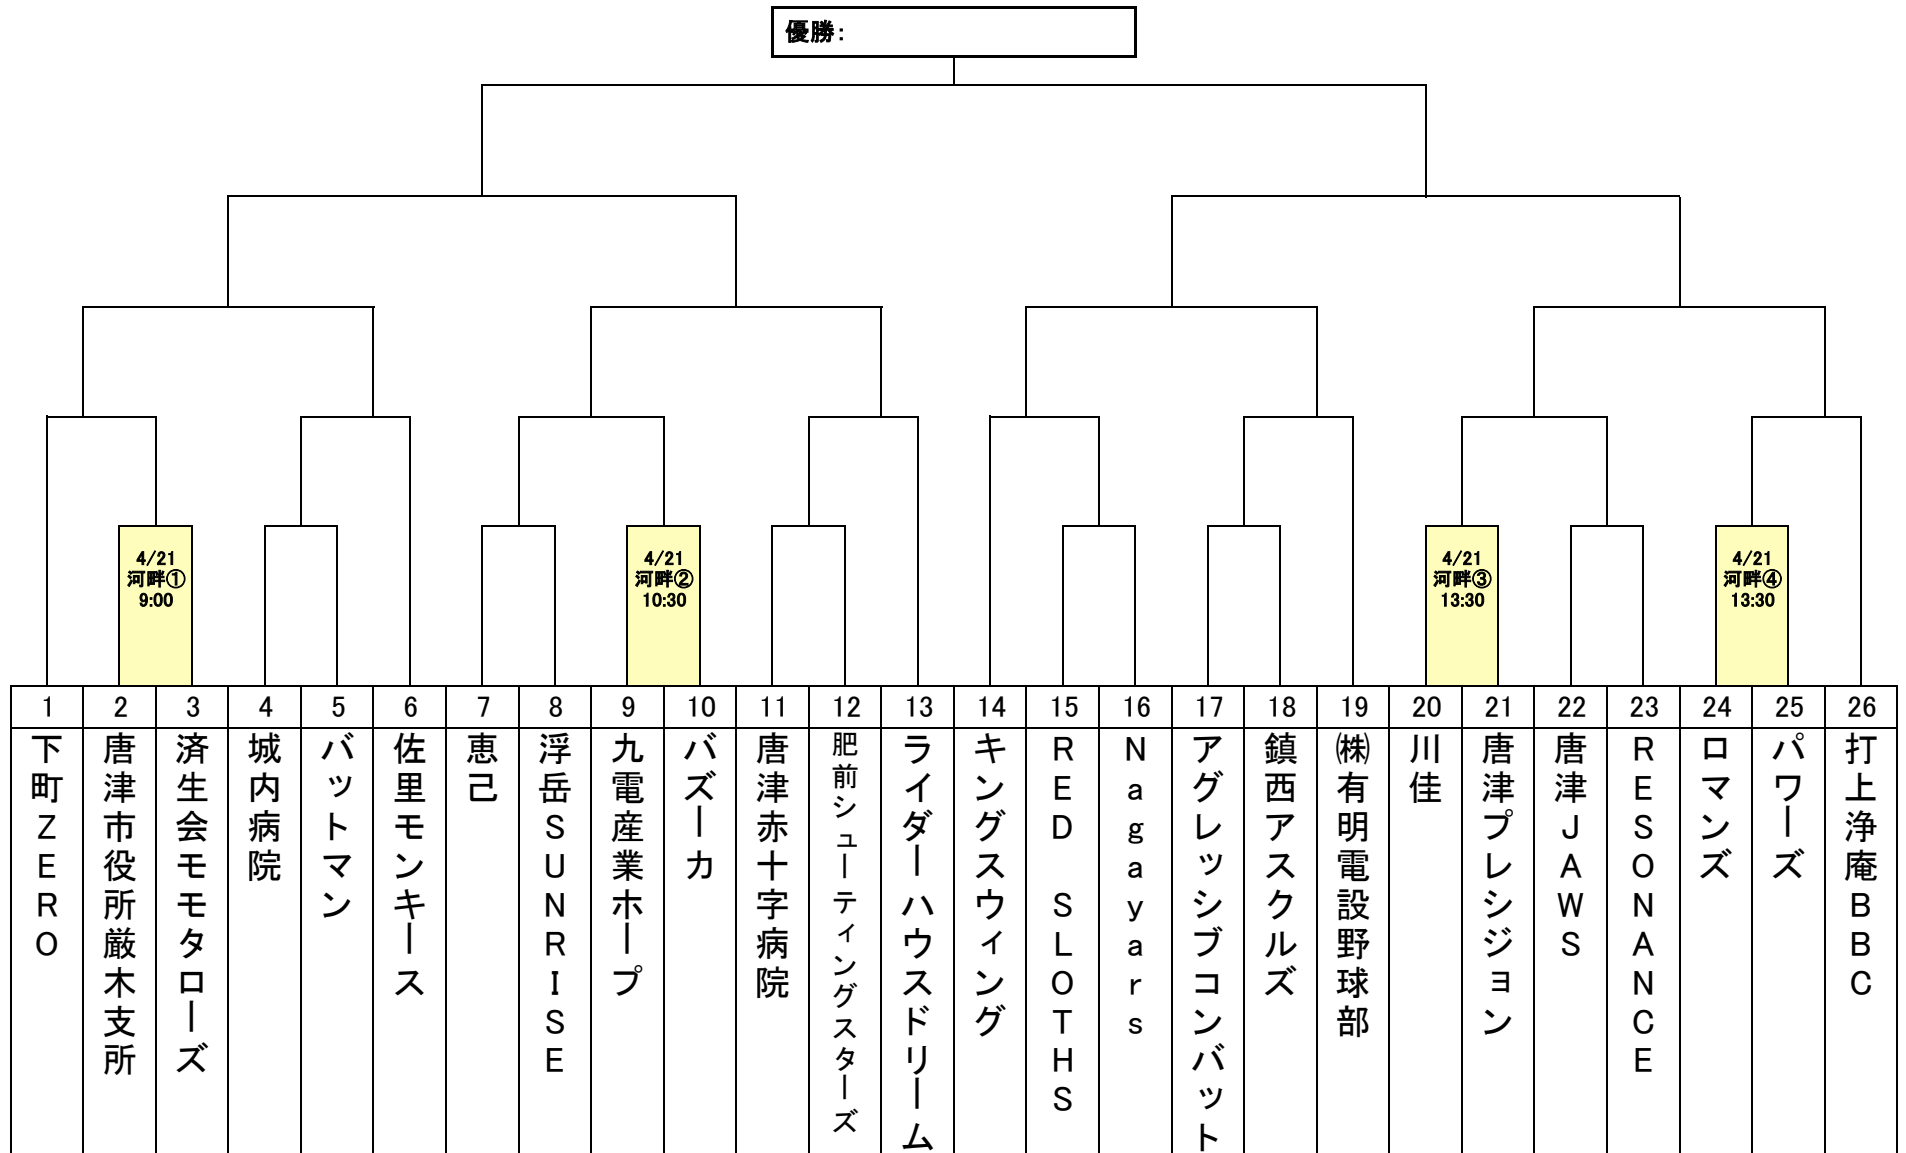 優勝:
4/21
河畔①
9:00
4/21
河畔②
10:30
4/21
河畔③
13:30
4/21
河畔④
13:30
1 2 3 4 5 6 7 8 9 10 11 12 13 14 15 16 17 18 19 20 21 22 23 24 25 26
下町ZERO
唐津市役所厳木支所
済生会モモタローズ
城内病院
バットマン
佐里モンキース
恵己
浮岳SUNRISE
九電産業ホープ
バズーカ
唐津赤十字病院
肥前シューティングスターズ
ライダーハウスドリーム
キングスウィング
RED SLOTHS
Nagayars
アグレッシブコンバット
鎮西アスクルズ
㈱有明電設野球部
川佳
唐津プレシジョン
唐津JAWS
RESONANCE
ロマンズ
パワーズ
打上浄庵BBC